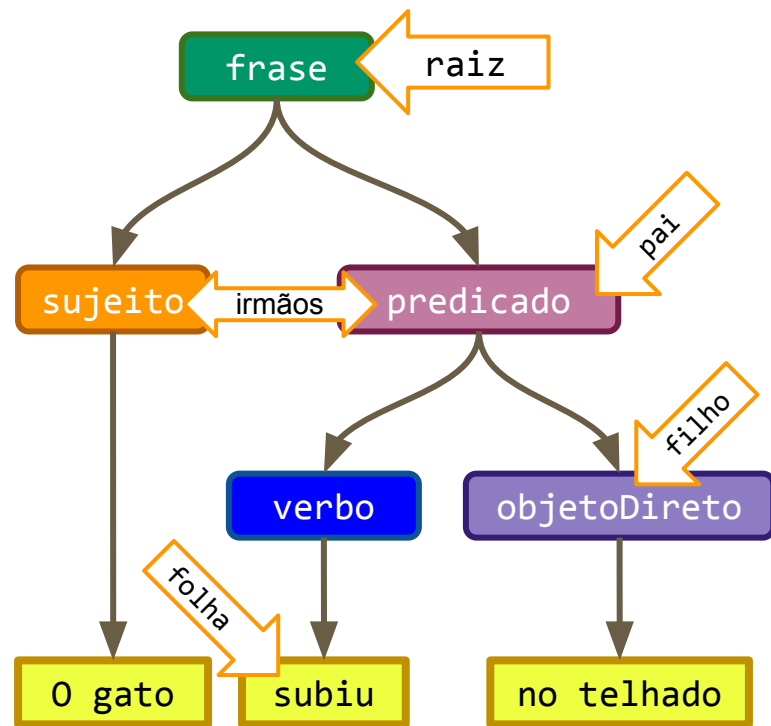 frase
raiz
pai
sujeito
irmãos
predicado
filho
verbo
objetoDireto
folha
O gato
subiu
no telhado